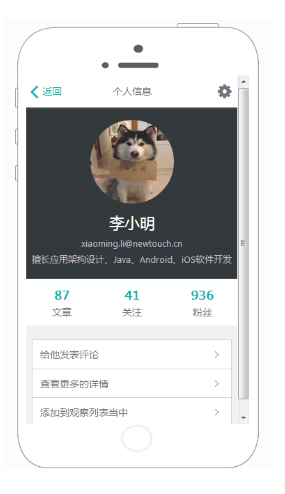 返回 个人信息
李小明
xiaoming.li@newtouch.cn
擅长应用架构设计、Java、Android、iOS软件开发
87 41 936
文章 关注 粉丝
给他发表评论
查看更多的详情
添加到观察列表当中